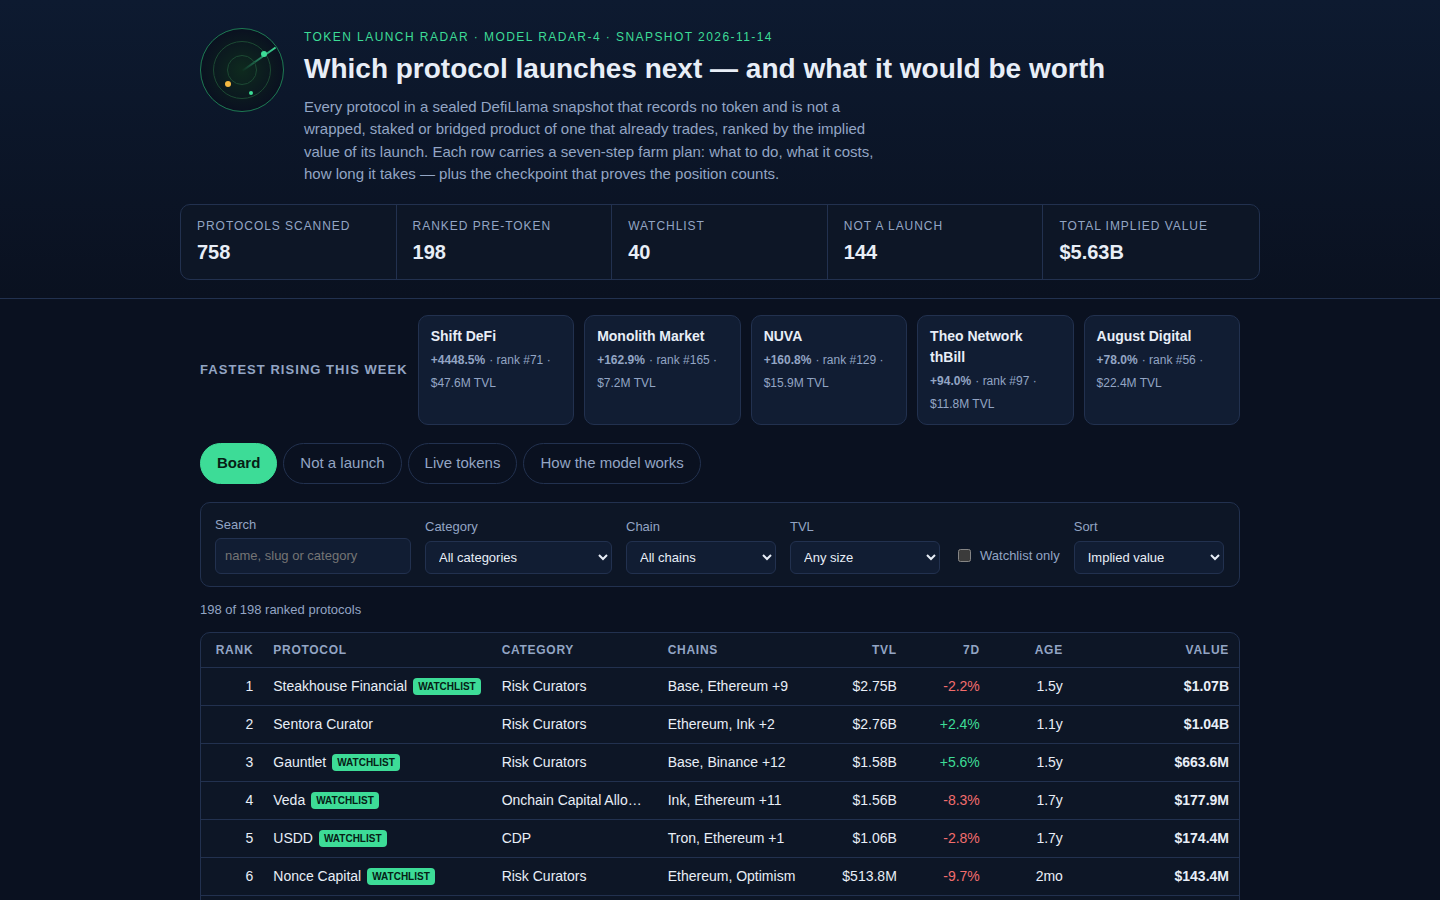 TOKEN LAUNCH RADAR · MODEL RADAR-4 · SNAPSHOT 2026-11-14
Which protocol launches next — and what it would be worth
Every protocol in a sealed DefiLlama snapshot that records no token and is not a
wrapped, staked or bridged product of one that already trades, ranked by the implied
value of its launch. Each row carries a seven-step farm plan: what to do, what it costs,
how long it takes — plus the checkpoint that proves the position counts.
PROTOCOLS SCANNED
758
RANKED PRE-TOKEN
198
WATCHLIST
40
NOT A LAUNCH
144
TOTAL IMPLIED VALUE
$5.63B
FASTEST RISING THIS WEEK
Shift DeFi
+4448.5% · rank #71 ·
$47.6M TVL
Monolith Market
+162.9% · rank #165 ·
$7.2M TVL
NUVA
+160.8% · rank #129 ·
$15.9M TVL
Theo Network
thBill
+94.0% · rank #97 ·
$11.8M TVL
August Digital
+78.0% · rank #56 ·
$22.4M TVL
Board Not a launch Live tokens How the model works
Search
name, slug or category
Category
All categories
Chain
All chains
TVL
Any size
Watchlist only
Sort
Implied value
198 of 198 ranked protocols
RANK PROTOCOL CATEGORY CHAINS TVL 7D AGE VALUE
1 Steakhouse Financial WATCHLIST Risk Curators Base, Ethereum +9 $2.75B -2.2% 1.5y $1.07B
2 Sentora Curator Risk Curators Ethereum, Ink +2 $2.76B +2.4% 1.1y $1.04B
3 Gauntlet WATCHLIST Risk Curators Base, Binance +12 $1.58B +5.6% 1.5y $663.6M
4 Veda WATCHLIST Onchain Capital Allo… Ink, Ethereum +11 $1.56B -8.3% 1.7y $177.9M
5 USDD WATCHLIST CDP Tron, Ethereum +1 $1.06B -2.8% 1.7y $174.4M
6 Nonce Capital WATCHLIST Risk Curators Ethereum, Optimism $513.8M -9.7% 2mo $143.4M